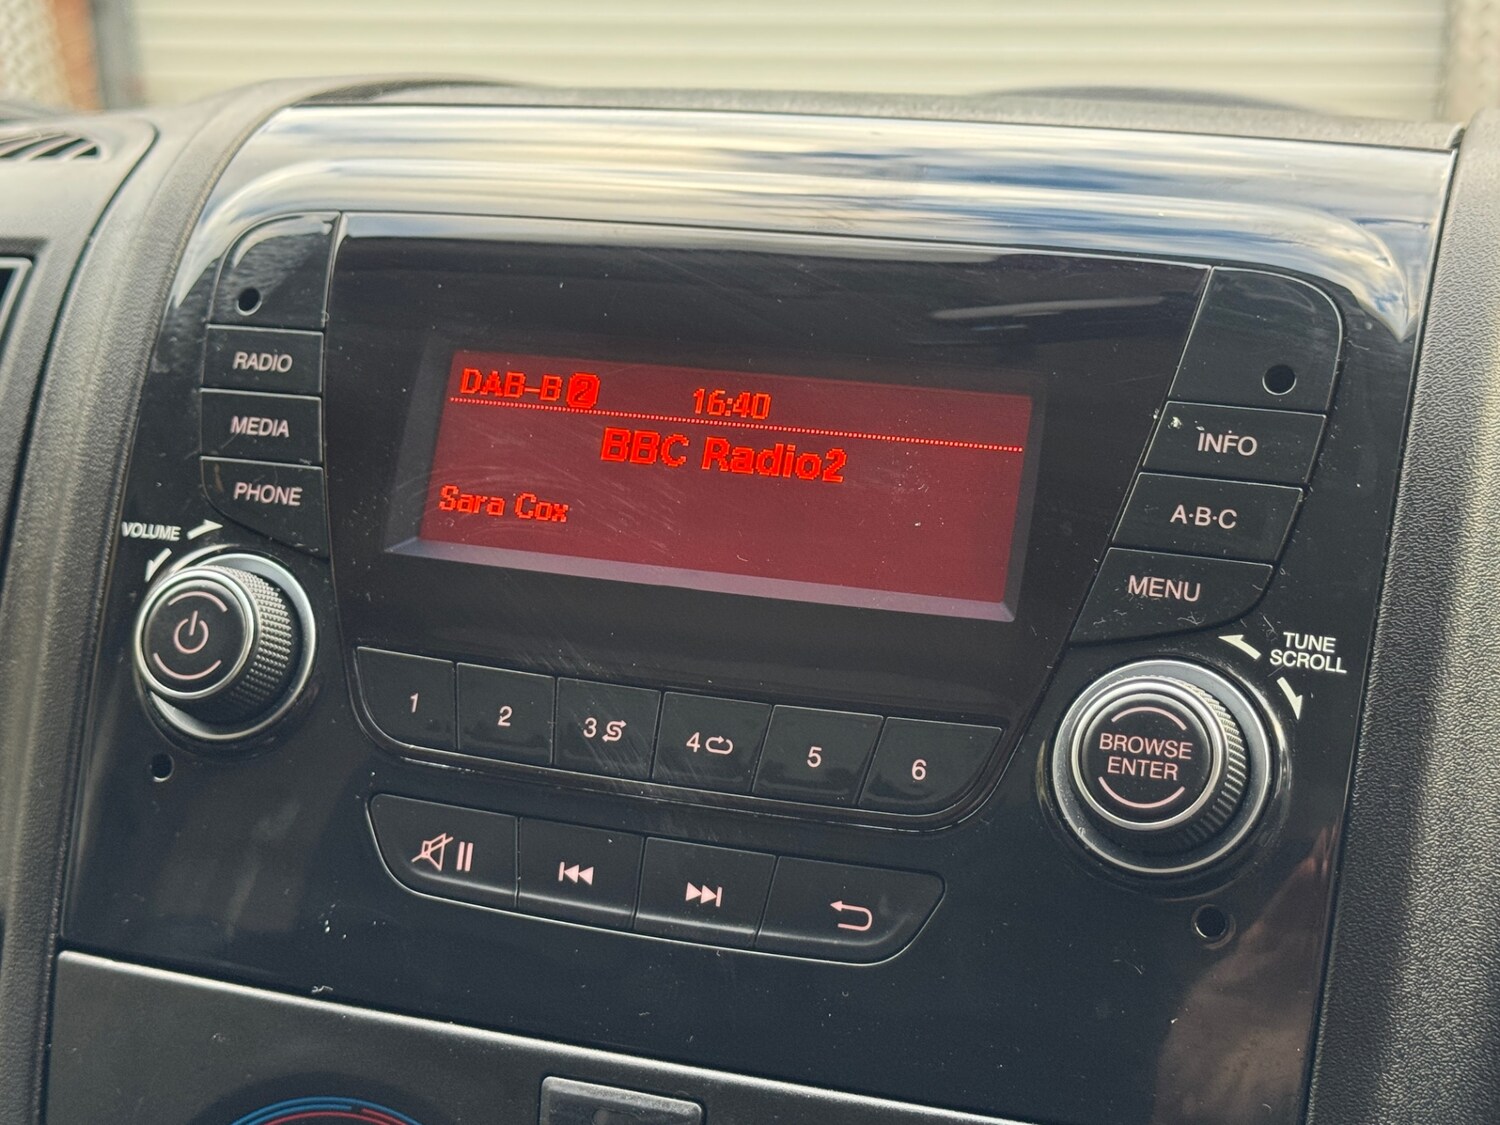 DAB-B 2 16:40
BBC Radio2
Sara Cox
RADIO
MEDIA
PHONE
VOLUME
INFO
A·B·C
MENU
TUNE
SCROLL
BROWSE
ENTER
1 2 3 4 5 6